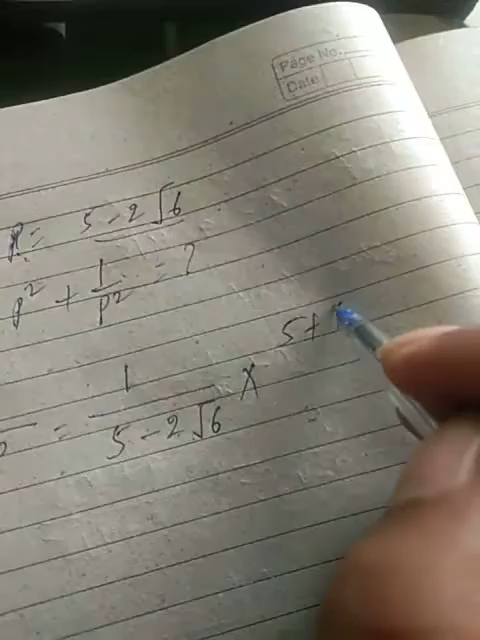 Page No.
Date
P = 5 - 2√6
p² + 1/p² = ?
= 1/(5 - 2√6) × 5+